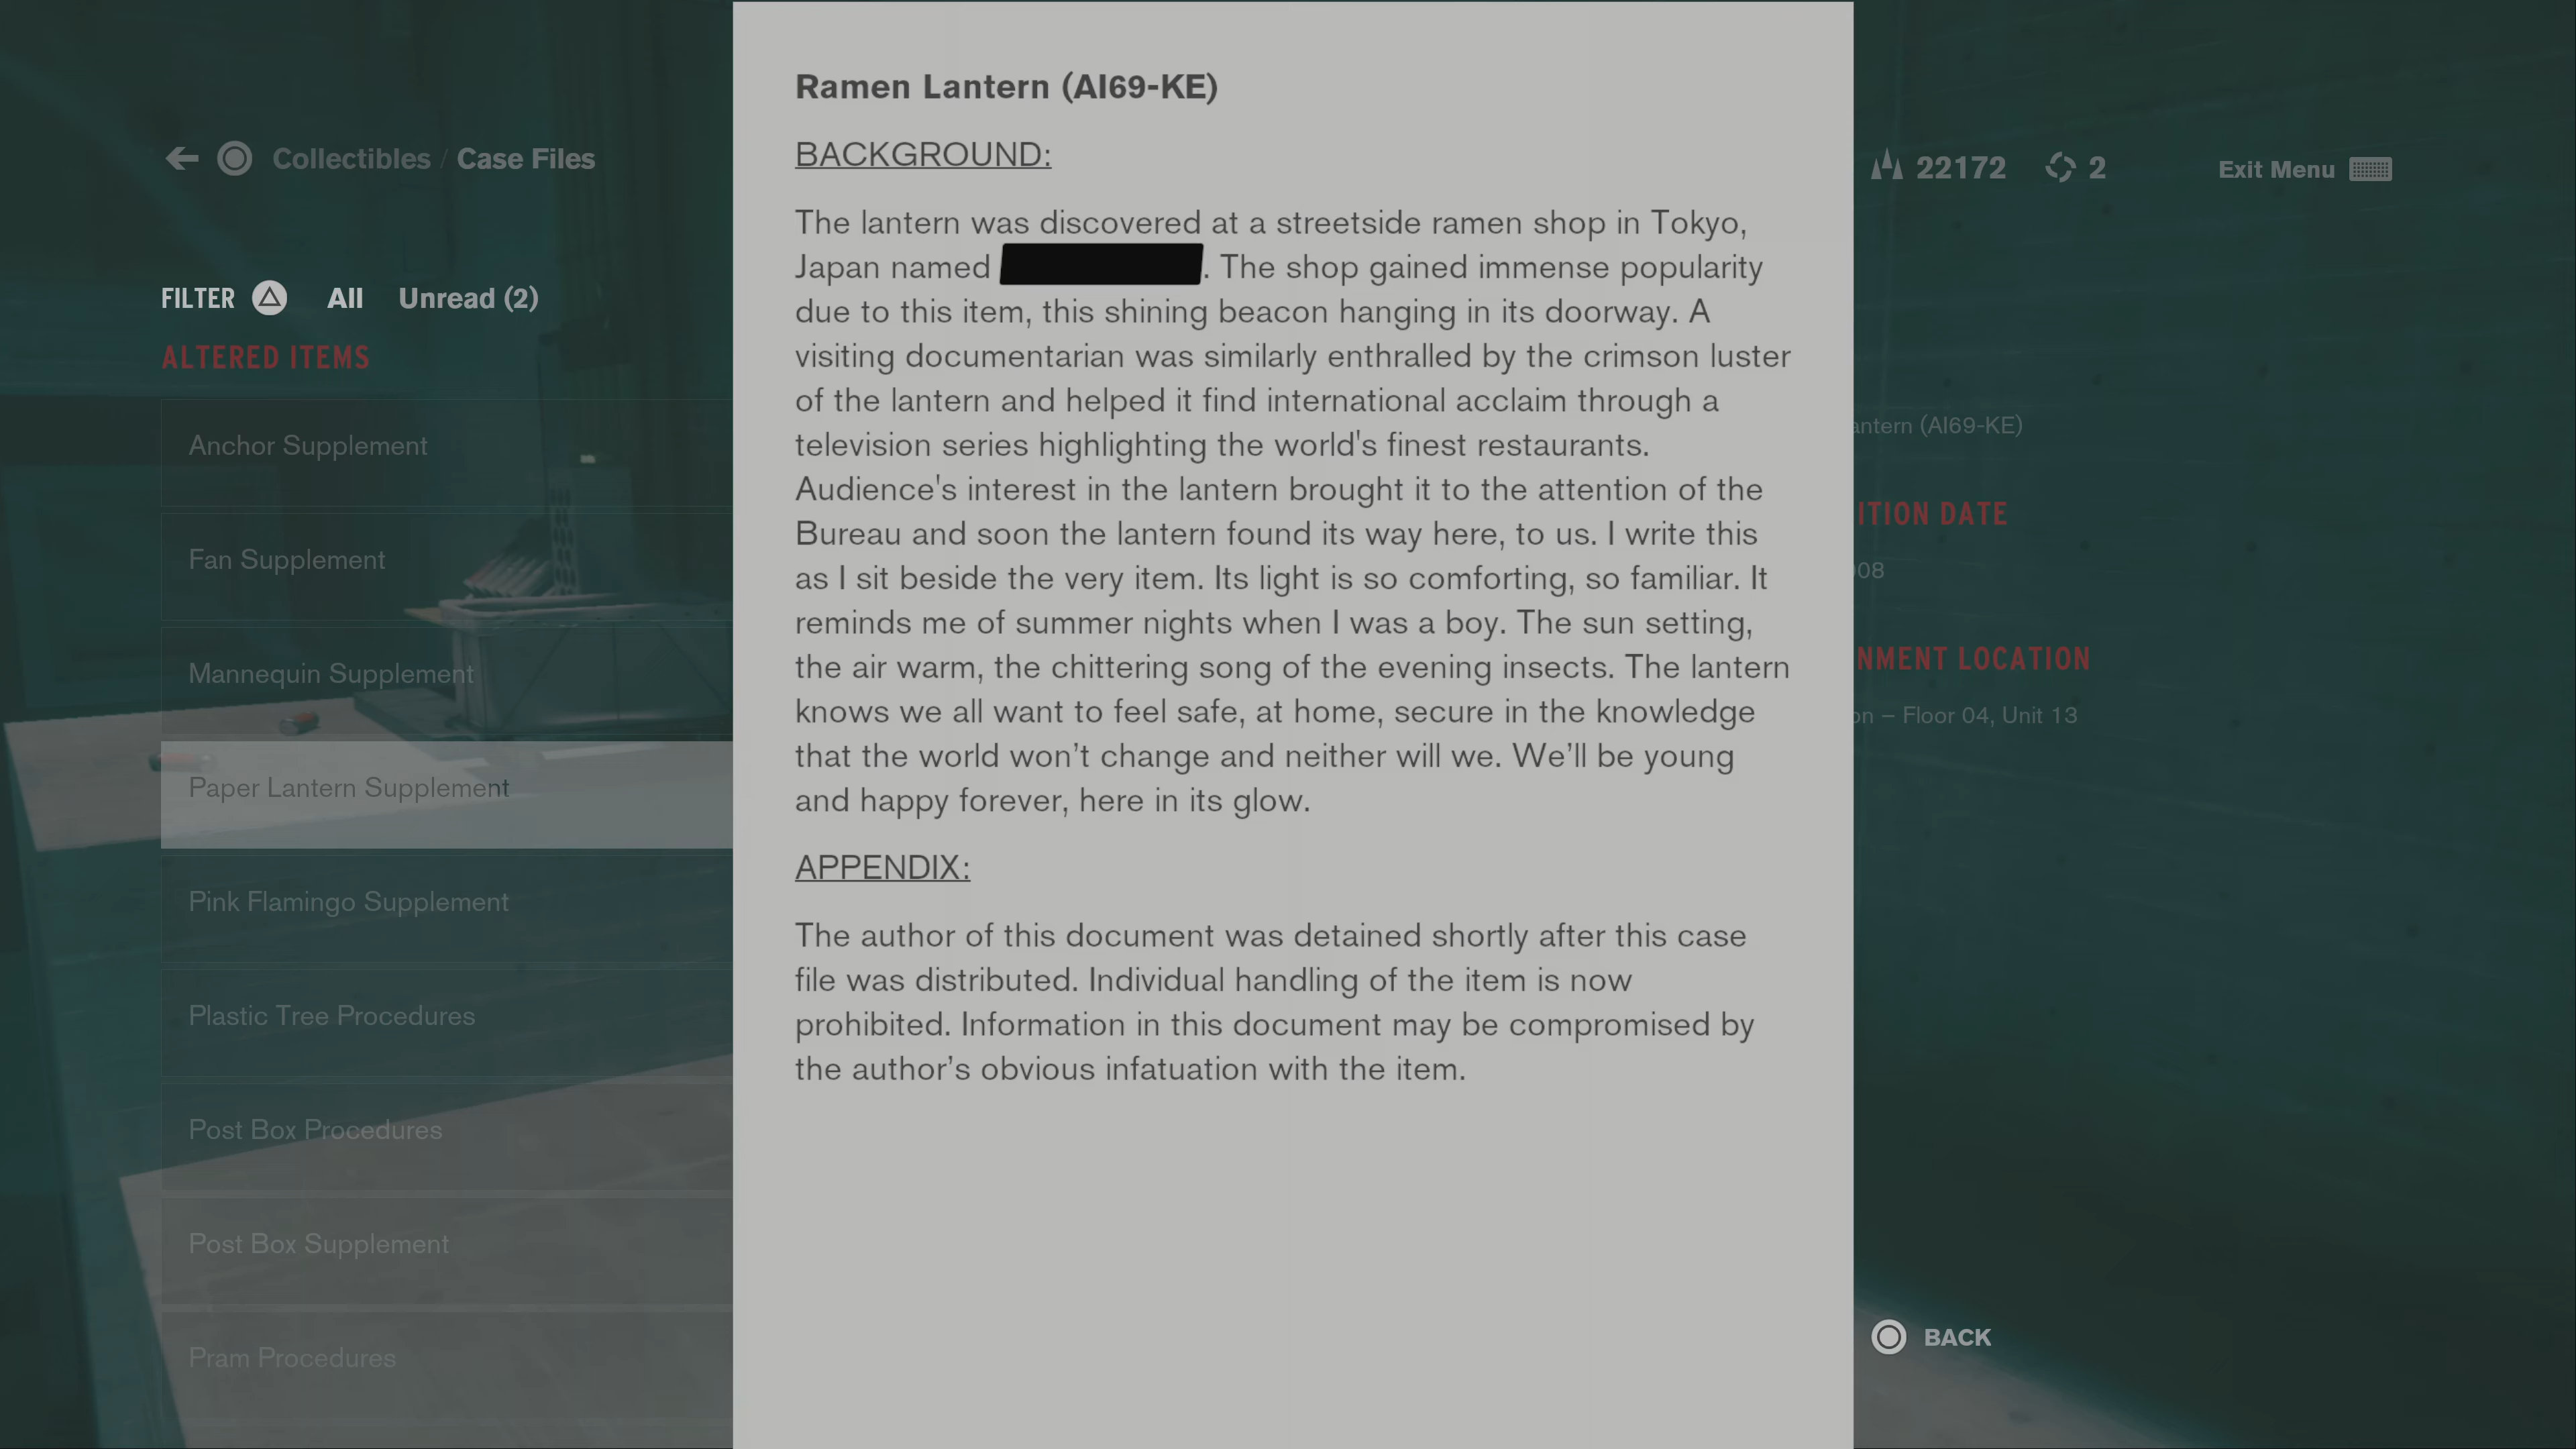 Collectibles / Case Files
22172
2
Exit Menu
FILTER All Unread (2)
ALTERED ITEMS
Anchor Supplement
Fan Supplement
Mannequin Supplement
Paper Lantern Supplement
Pink Flamingo Supplement
Plastic Tree Procedures
Post Box Procedures
Post Box Supplement
Pram Procedures
Ramen Lantern (AI69-KE)
BACKGROUND:
The lantern was discovered at a streetside ramen shop in Tokyo,
Japan named . The shop gained immense popularity
due to this item, this shining beacon hanging in its doorway. A
visiting documentarian was similarly enthralled by the crimson luster
of the lantern and helped it find international acclaim through a
television series highlighting the world's finest restaurants.
Audience's interest in the lantern brought it to the attention of the
Bureau and soon the lantern found its way here, to us. I write this
as I sit beside the very item. Its light is so comforting, so familiar. It
reminds me of summer nights when I was a boy. The sun setting,
the air warm, the chittering song of the evening insects. The lantern
knows we all want to feel safe, at home, secure in the knowledge
that the world won’t change and neither will we. We’ll be young
and happy forever, here in its glow.
APPENDIX:
The author of this document was detained shortly after this case
file was distributed. Individual handling of the item is now
prohibited. Information in this document may be compromised by
the author’s obvious infatuation with the item.
antern (AI69-KE)
ITION DATE
08
NMENT LOCATION
on – Floor 04, Unit 13
BACK